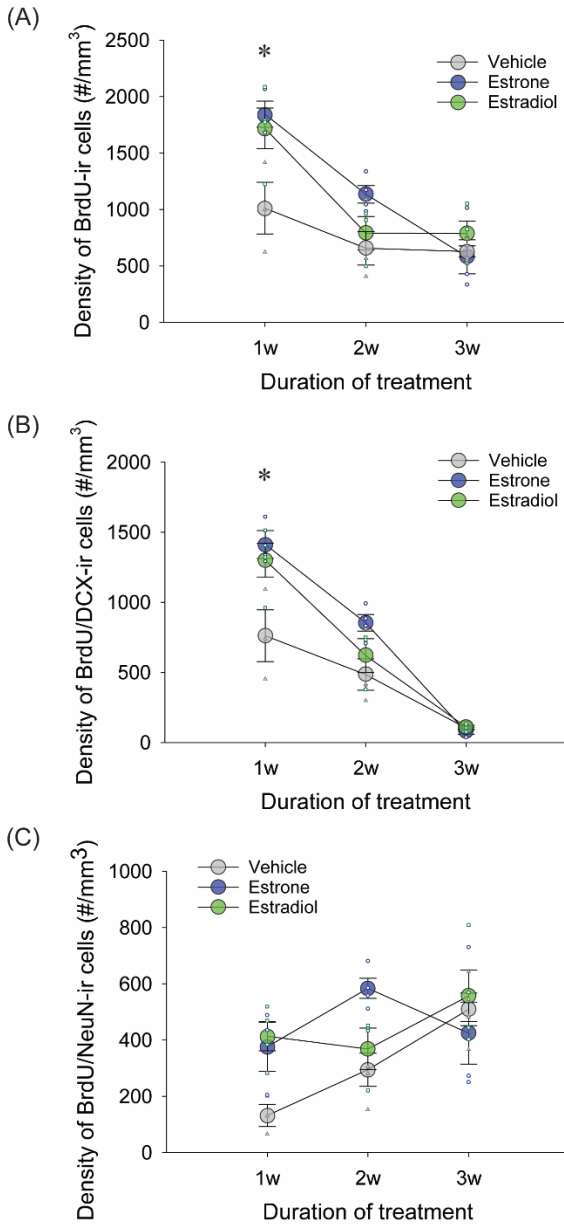 (A)
Density of BrdU-ir cells (#/mm³)
2500
2000
1500
1000
500
0
*
Vehicle
Estrone
Estradiol
1w 2w 3w
Duration of treatment
(B)
Density of BrdU/DCX-ir cells (#/mm³)
2000
1500
1000
500
0
*
Vehicle
Estrone
Estradiol
1w 2w 3w
Duration of treatment
(C)
Density of BrdU/NeuN-ir cells (#/mm³)
1000
800
600
400
200
0
Vehicle
Estrone
Estradiol
1w 2w 3w
Duration of treatment